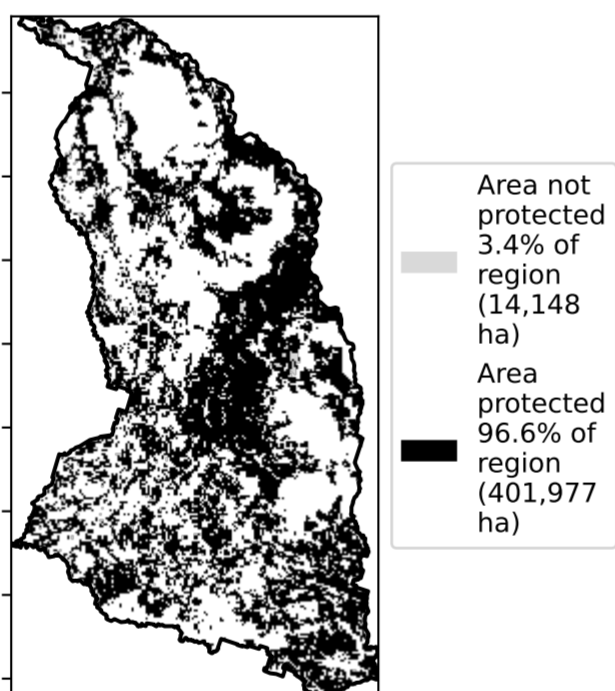 Area not
protected
3.4% of
region
(14,148
ha)
Area
protected
96.6% of
region
(401,977
ha)